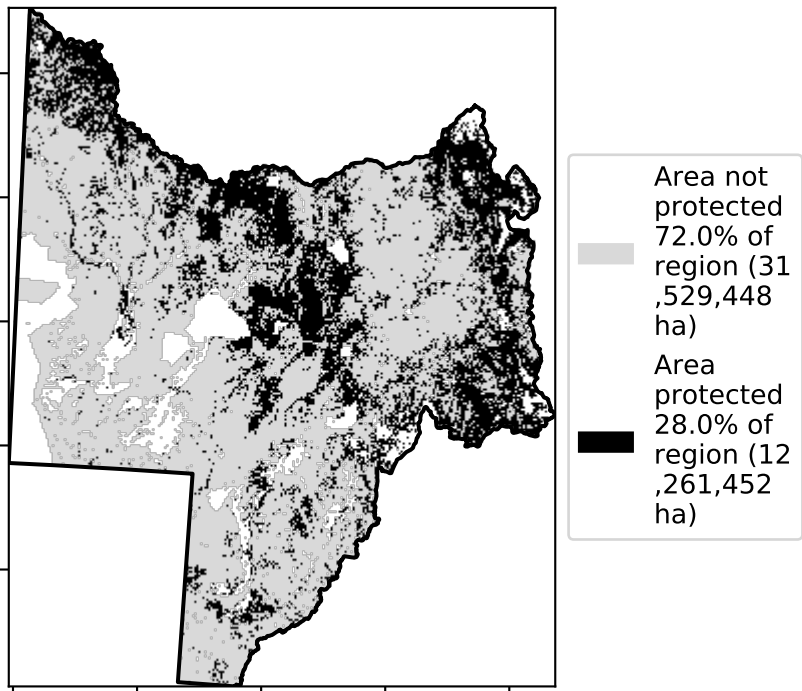 Area not
protected
72.0% of
region (31
,529,448
ha)
Area
protected
28.0% of
region (12
,261,452
ha)